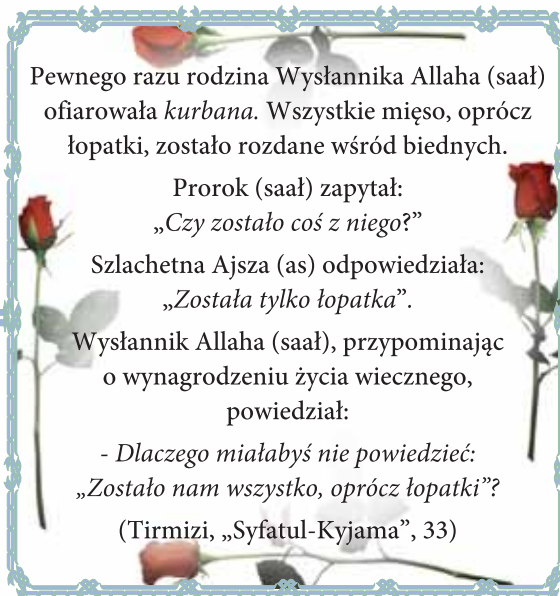 Pewnego razu rodzina Wysłannika Allaha (saał)
ofiarowała kurbana. Wszystkie mięso, oprócz
łopatki, zostało rozdane wśród biednych.
Prorok (saał) zapytał:
„Czy zostało coś z niego?”
Szlachetna Ajsza (as) odpowiedziała:
„Została tylko łopatka”.
Wysłannik Allaha (saał), przypominając
o wynagrodzeniu życia wiecznego,
powiedział:
- Dlaczego miałabyś nie powiedzieć:
„Zostało nam wszystko, oprócz łopatki”?
(Tirmizi, „Syfatul-Kyjama”, 33)